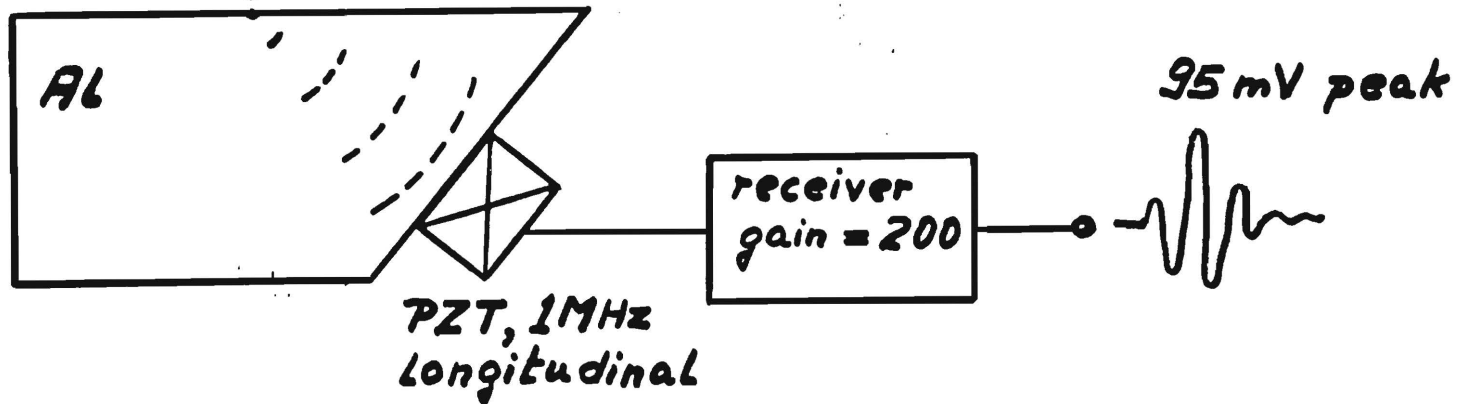 Al
95 mV peak
receiver
gain = 200
PZT, 1MHz
longitudinal